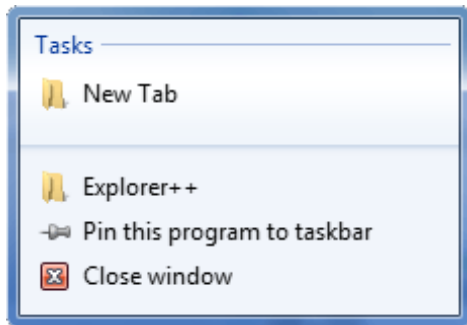 Tasks
New Tab
Explorer++
Pin this program to taskbar
Close window